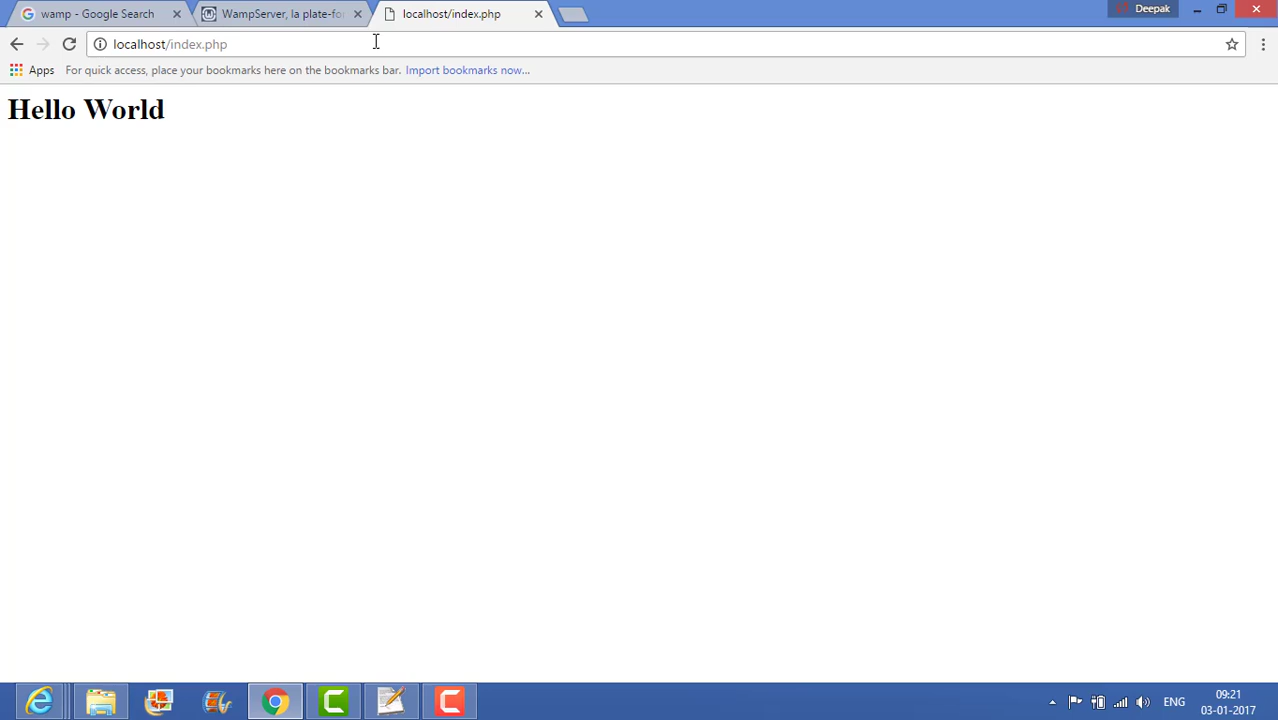 wamp - Google Search
WampServer, la plate-for
localhost/index.php
Deepak
localhost/index.php
Apps
For quick access, place your bookmarks here on the bookmarks bar. Import bookmarks now...
Hello World
ENG
09:21
03-01-2017